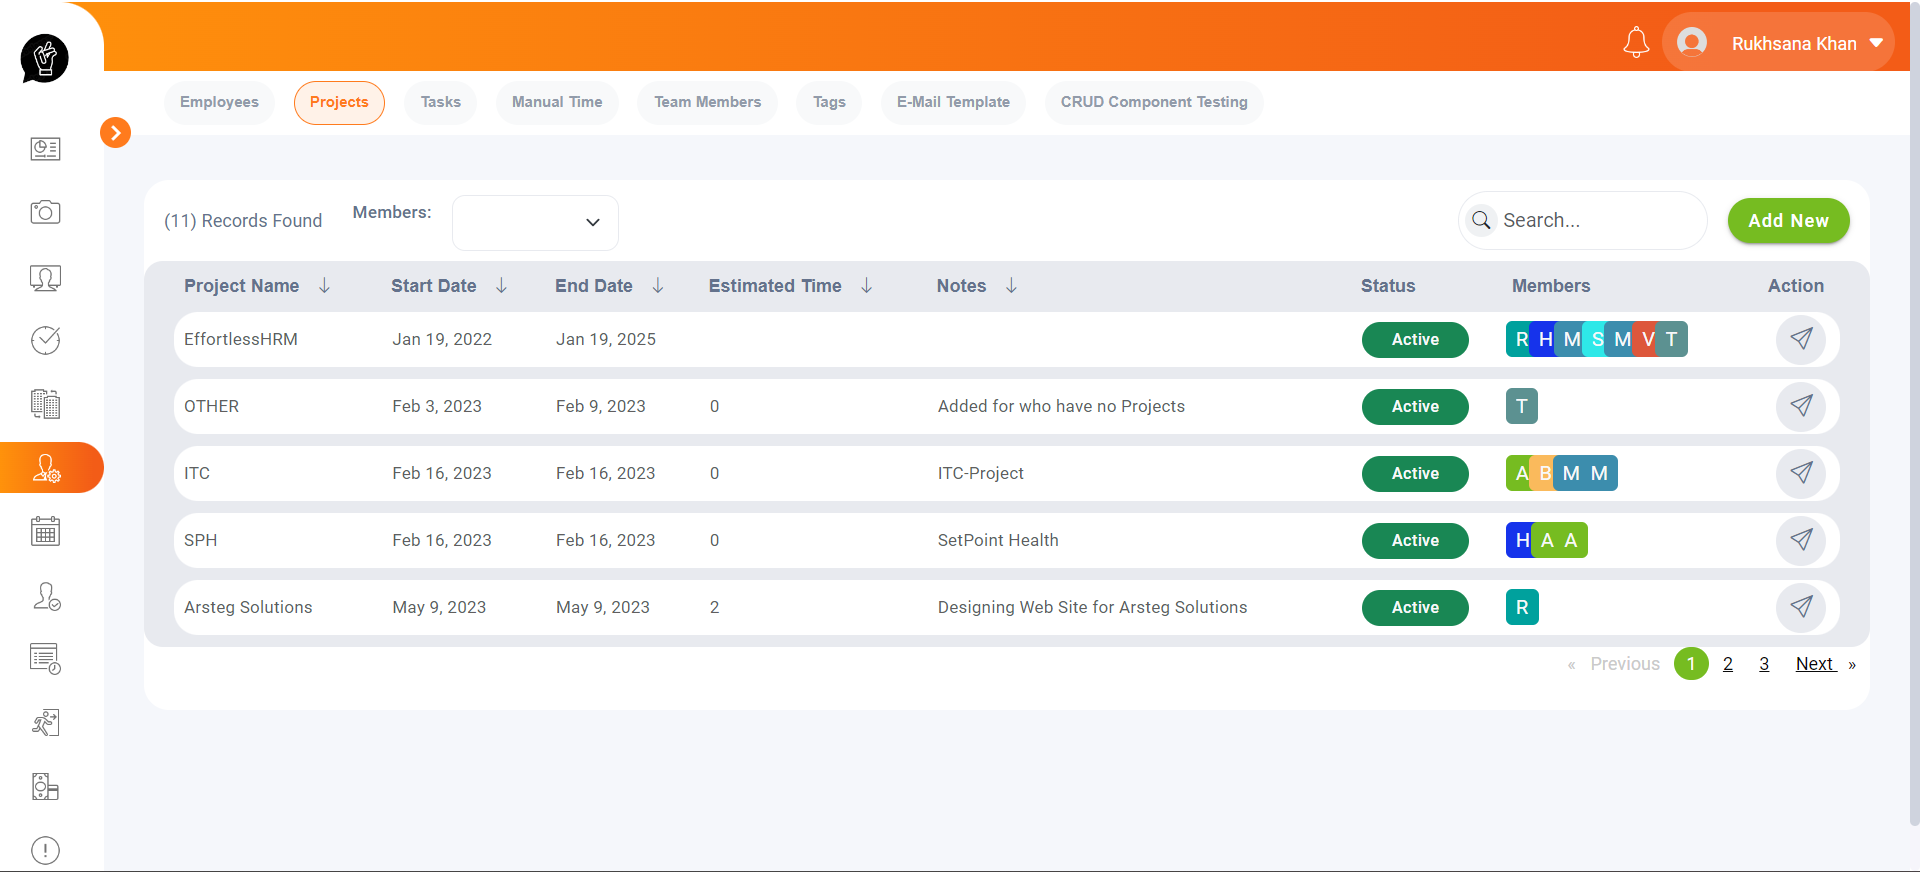 Rukhsana Khan
Employees Projects Tasks Manual Time Team Members Tags E-Mail Template CRUD Component Testing
(11) Records Found Members: Search... Add New
Project Name Start Date End Date Estimated Time Notes Status Members Action
EffortlessHRM Jan 19, 2022 Jan 19, 2025 Active R H M S M V T
OTHER Feb 3, 2023 Feb 9, 2023 0 Added for who have no Projects Active T
ITC Feb 16, 2023 Feb 16, 2023 0 ITC-Project Active A B M M
SPH Feb 16, 2023 Feb 16, 2023 0 SetPoint Health Active H A A
Arsteg Solutions May 9, 2023 May 9, 2023 2 Designing Web Site for Arsteg Solutions Active R
« Previous 1 2 3 Next »